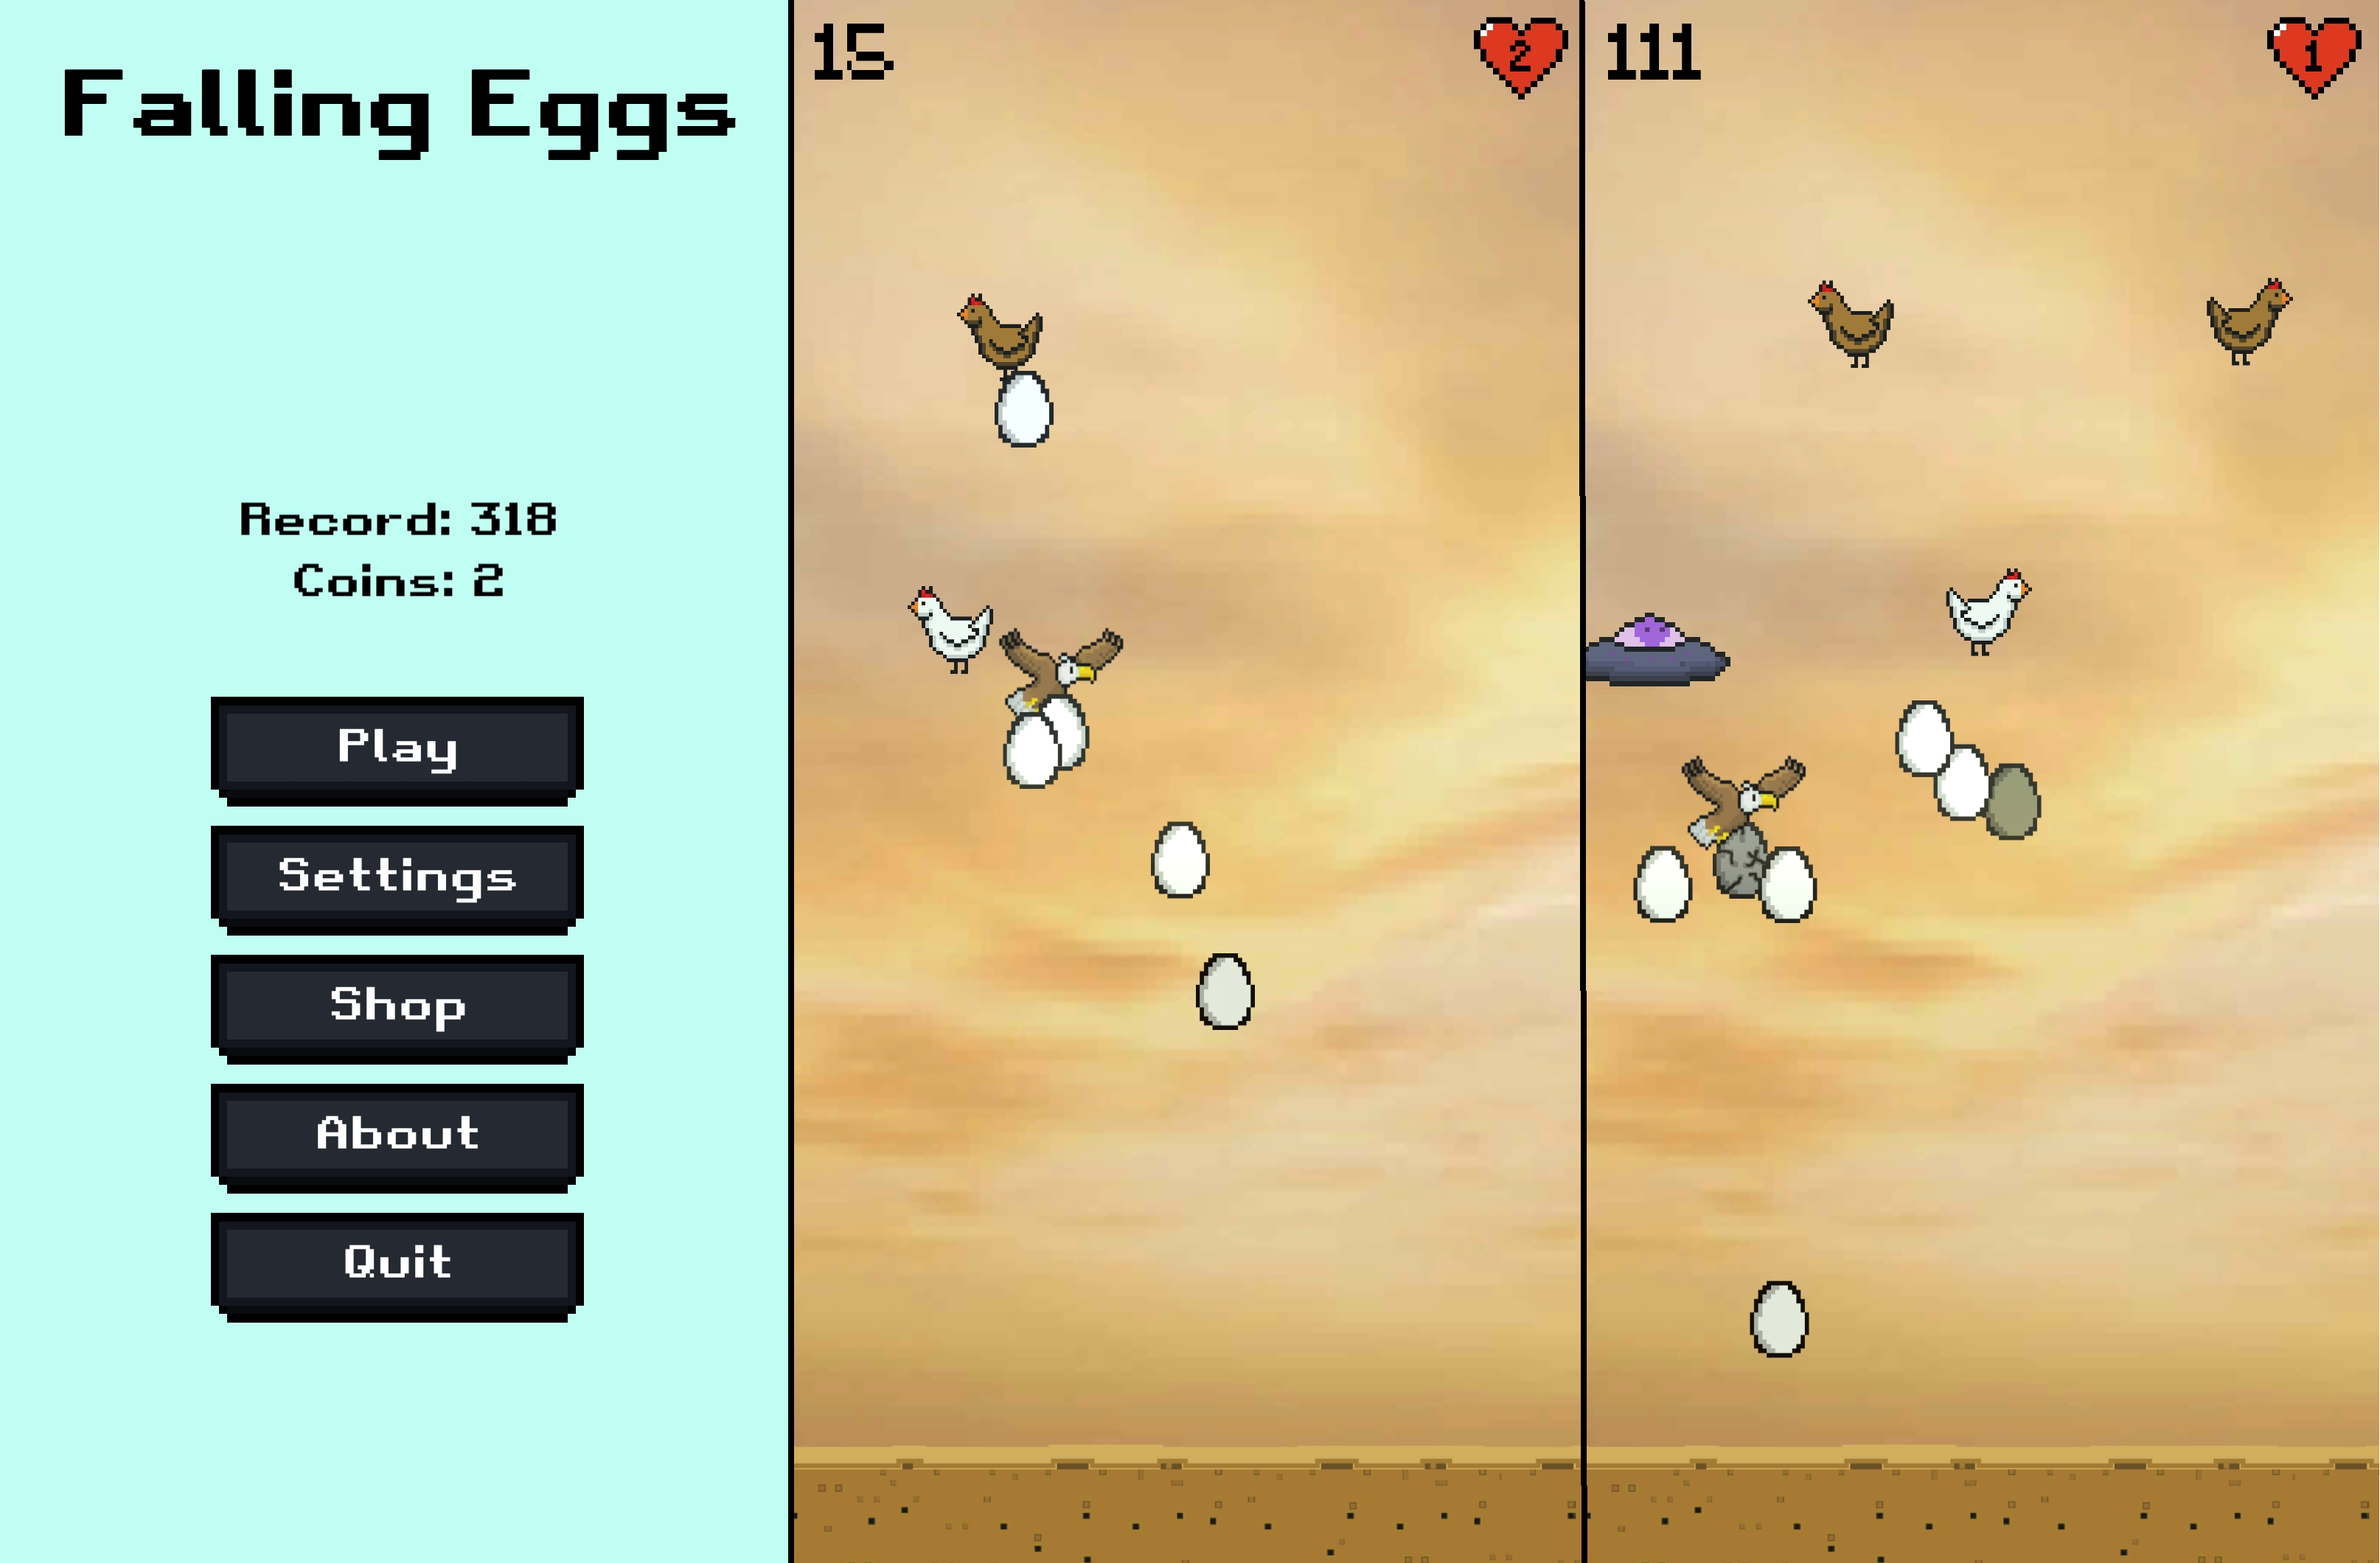 Falling Eggs
Record: 318
Coins: 2
Play
Settings
Shop
About
Quit
15
2
111
1